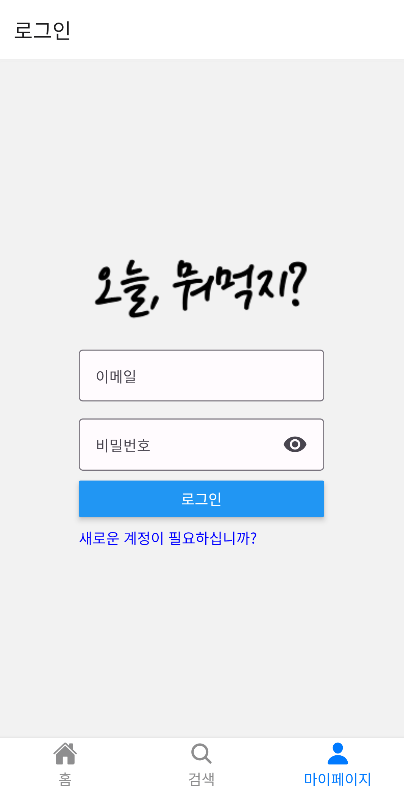 로그인
오늘, 뭐먹지?
이메일
비밀번호
로그인
새로운 계정이 필요하십니까?
홈
검색
마이페이지